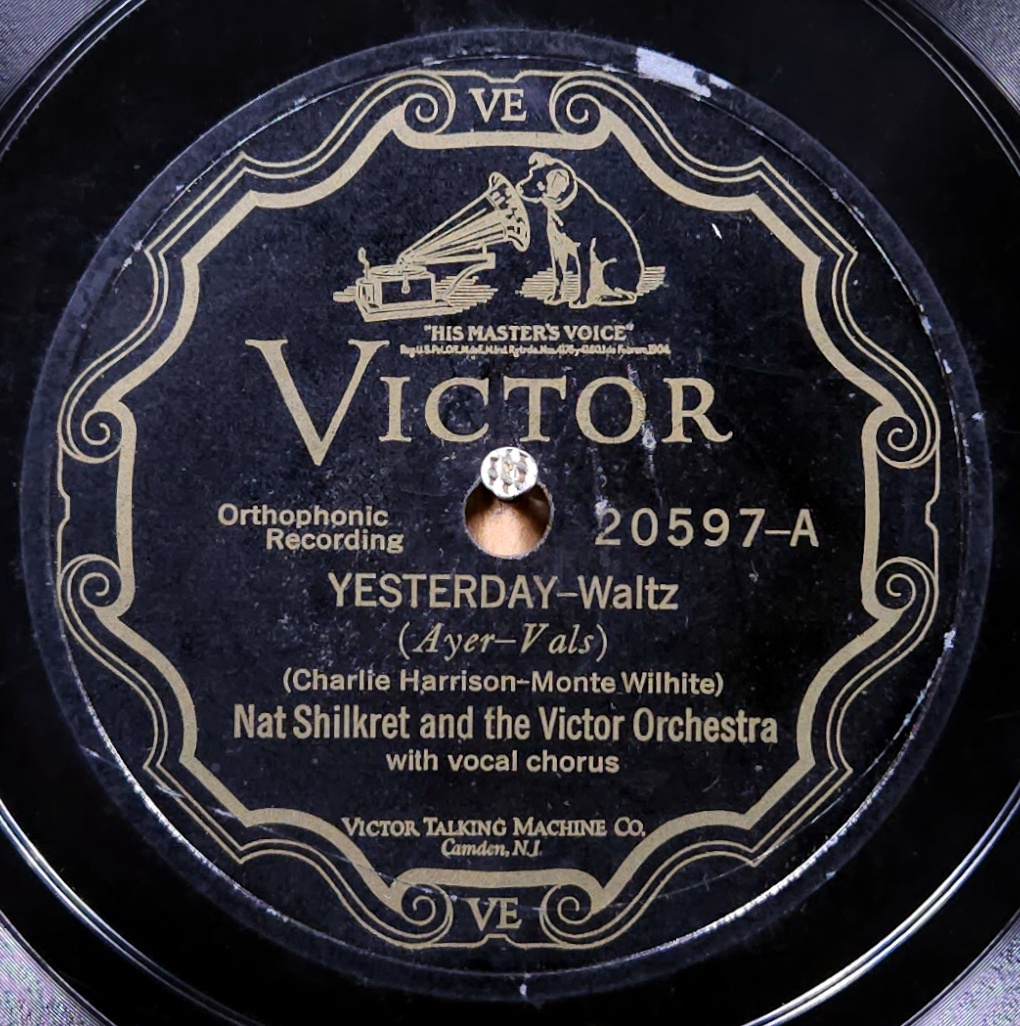 VE
"HIS MASTER'S VOICE"
VICTOR
Orthophonic
Recording
20597-A
YESTERDAY-Waltz
(Ayer-Vals)
(Charlie Harrison-Monte Wilhite)
Nat Shilkret and the Victor Orchestra
with vocal chorus
VICTOR TALKING MACHINE CO.
Camden, N.J.
VE